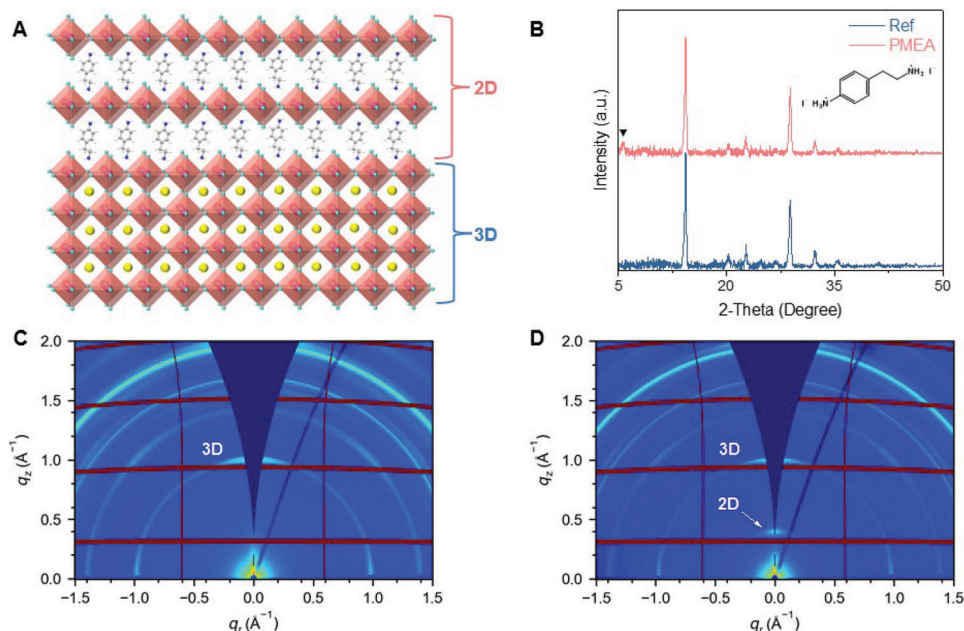 A
2D
3D
B
Ref
PMEA
NH₃ I⁻
I⁻ H₃N
Intensity (a.u.)
5 20 35 50
2-Theta (Degree)
C
2.0
1.5
1.0
0.5
0.0
qz (Å⁻¹)
3D
−1.5 −1.0 −0.5 0.0 0.5 1.0 1.5
qr (Å⁻¹)
D
2.0
1.5
1.0
0.5
0.0
qz (Å⁻¹)
3D
2D
−1.5 −1.0 −0.5 0.0 0.5 1.0 1.5
qr (Å⁻¹)